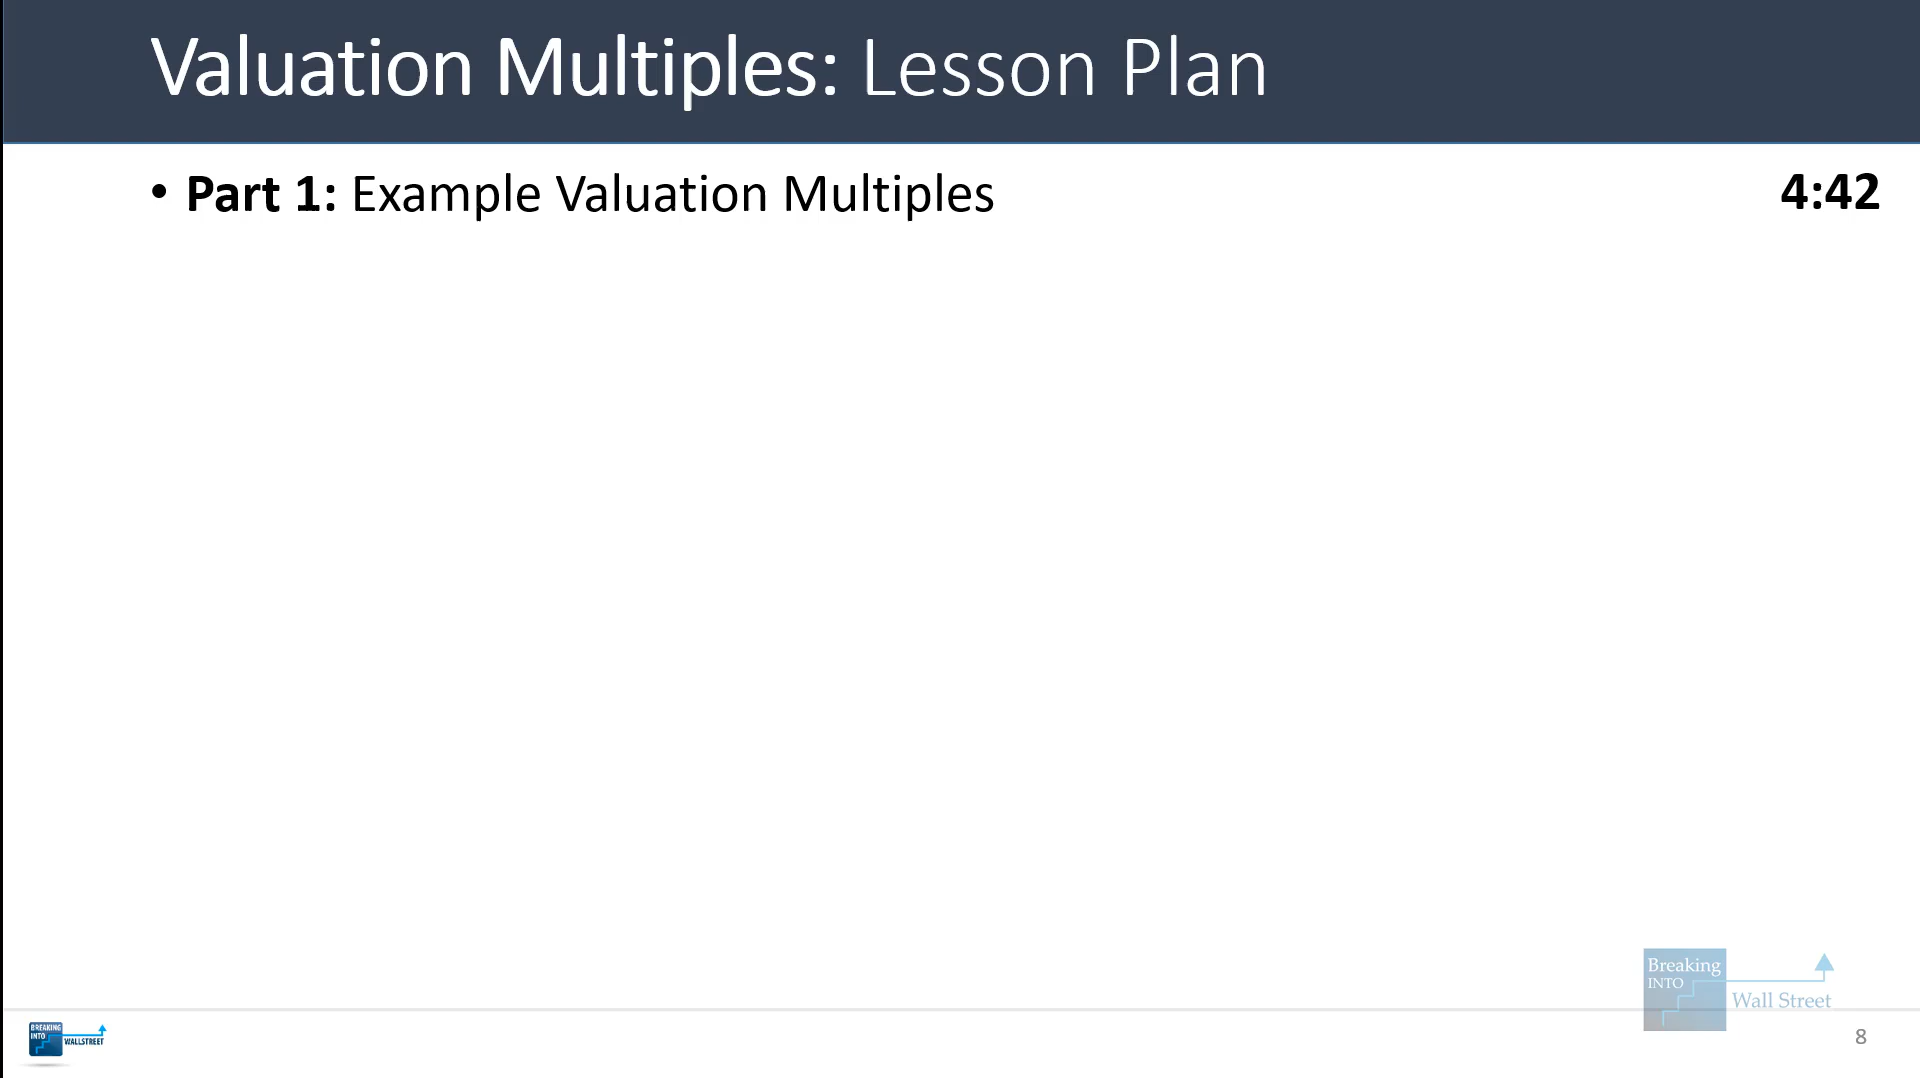 Valuation Multiples: Lesson Plan
• Part 1: Example Valuation Multiples 4:42
Breaking
INTO
Wall Street
BREAKING
INTO
WALLSTREET
8